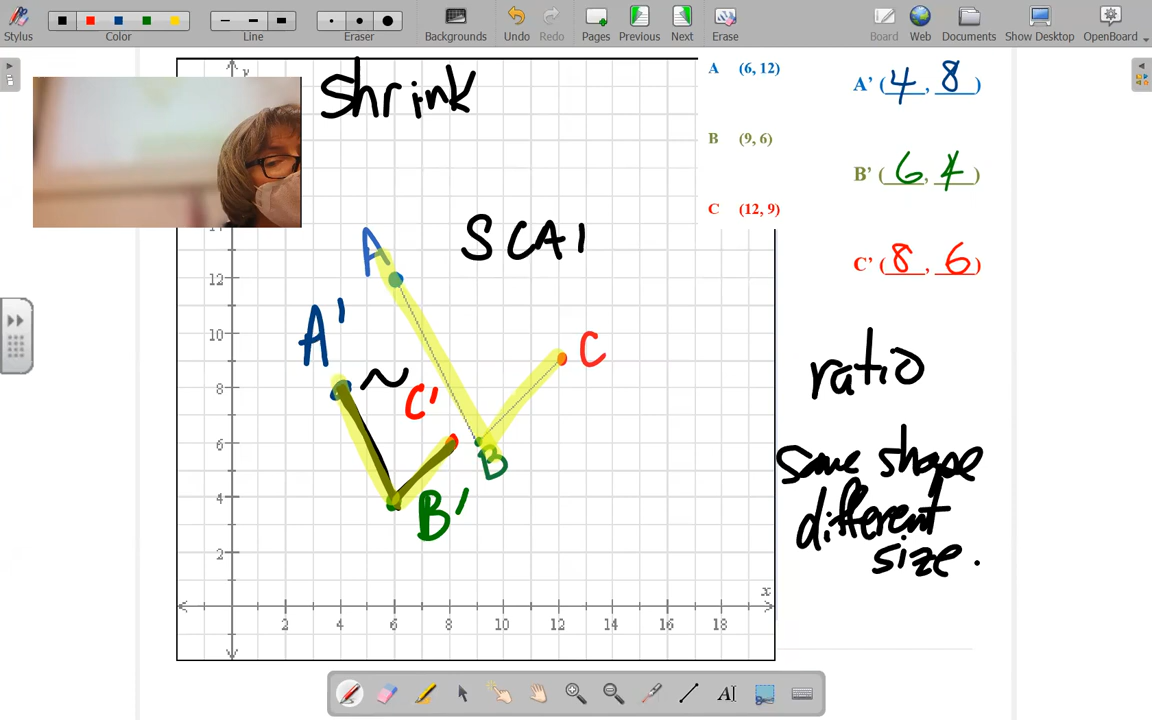 Stylus
Color
Line
Eraser
Backgrounds
Undo
Redo
Pages
Previous
Next
Erase
Board
Web
Documents
Show Desktop
OpenBoard
y
shrink
A (6, 12)
A' (4, 8)
B (9, 6)
B' (6, 4)
C (12, 9)
C' (8, 6)
SCAl
A
12
A'
10
C
8
~
C'
6
B
4
B'
2
x
2 4 6 8 10 12 14 16 18
ratio
same shape
different
size.
AI